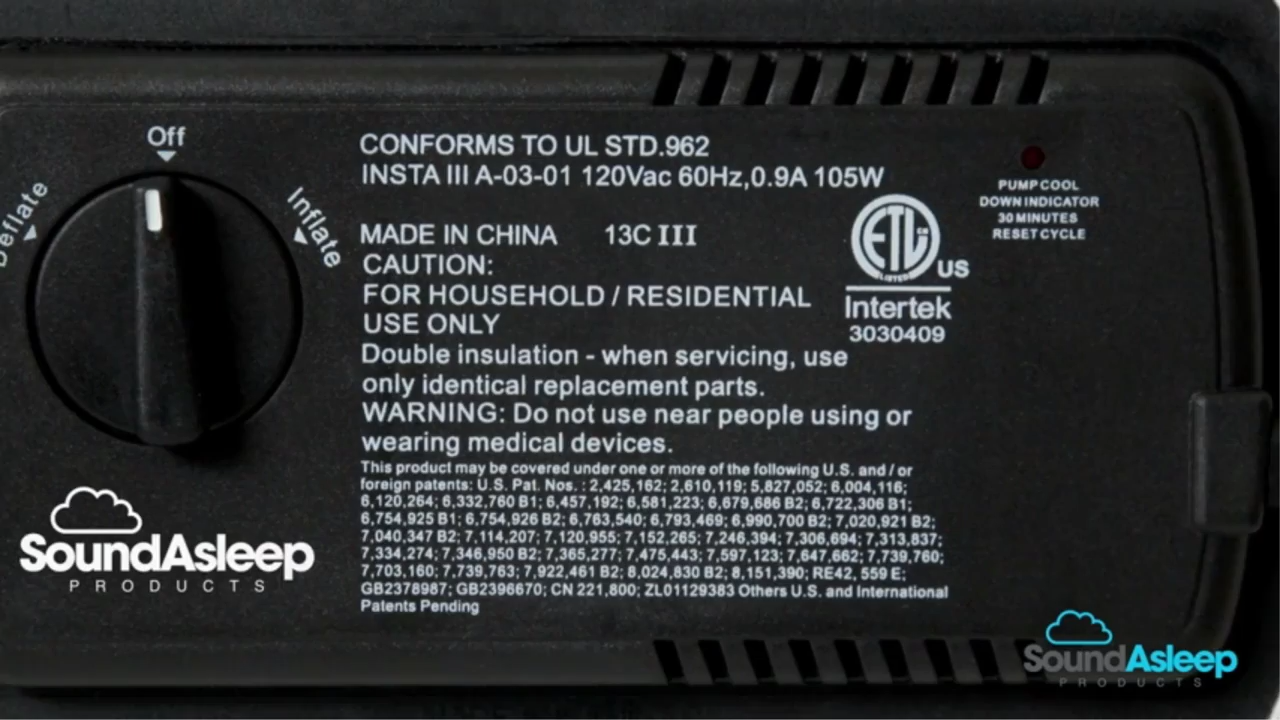 Off
Deflate
Inflate
CONFORMS TO UL STD.962
INSTA III A-03-01 120Vac 60Hz,0.9A 105W
MADE IN CHINA 13C III
CAUTION:
FOR HOUSEHOLD / RESIDENTIAL
USE ONLY
Double insulation - when servicing, use
only identical replacement parts.
WARNING: Do not use near people using or
wearing medical devices.
This product may be covered under one or more of the following U.S. and / or
foreign patents: U.S. Pat. Nos. : 2,425,162; 2,610,119; 5,827,052; 6,004,116;
6,120,264; 6,332,760 B1; 6,457,192; 6,581,223; 6,679,686 B2; 6,722,306 B1;
6,754,925 B1; 6,754,926 B2; 6,763,540; 6,793,469; 6,990,700 B2; 7,020,921 B2;
7,040,347 B2; 7,114,207; 7,120,955; 7,152,265; 7,246,394; 7,306,694; 7,313,837;
7,334,274; 7,346,950 B2; 7,365,277; 7,475,443; 7,597,123; 7,647,662; 7,739,760;
7,703,160; 7,739,763; 7,922,461 B2; 8,024,830 B2; 8,151,390; RE42, 559 E;
GB2378987; GB2396670; CN 221,800; ZL01129383 Others U.S. and International
Patents Pending
ETL
LISTED
US
Intertek
3030409
PUMP COOL
DOWN INDICATOR
30 MINUTES
RESET CYCLE
SoundAsleep
PRODUCTS
SoundAsleep
PRODUCTS